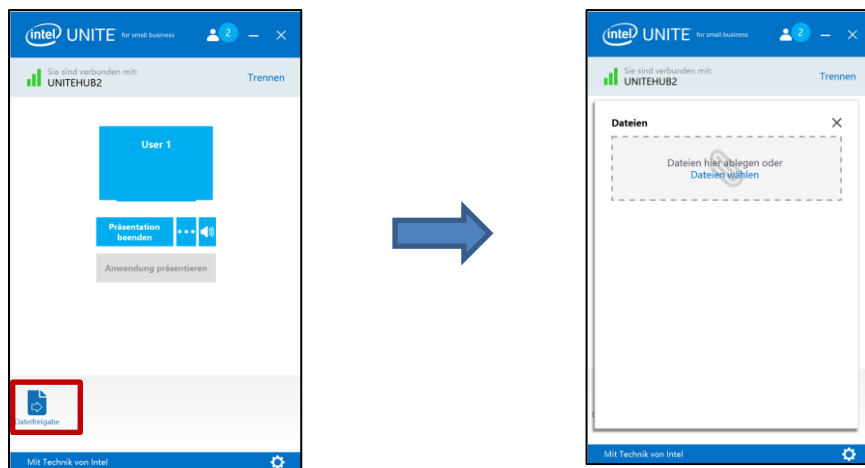 intel UNITE for small business 2
Sie sind verbunden mit:
UNITEHUB2
Trennen
User 1
Präsentation
beenden
Anwendung präsentieren
Dateifreigabe
Mit Technik von Intel
intel UNITE for small business 2
Sie sind verbunden mit:
UNITEHUB2
Trennen
Dateien
Dateien hier ablegen oder
Dateien wählen
Mit Technik von Intel